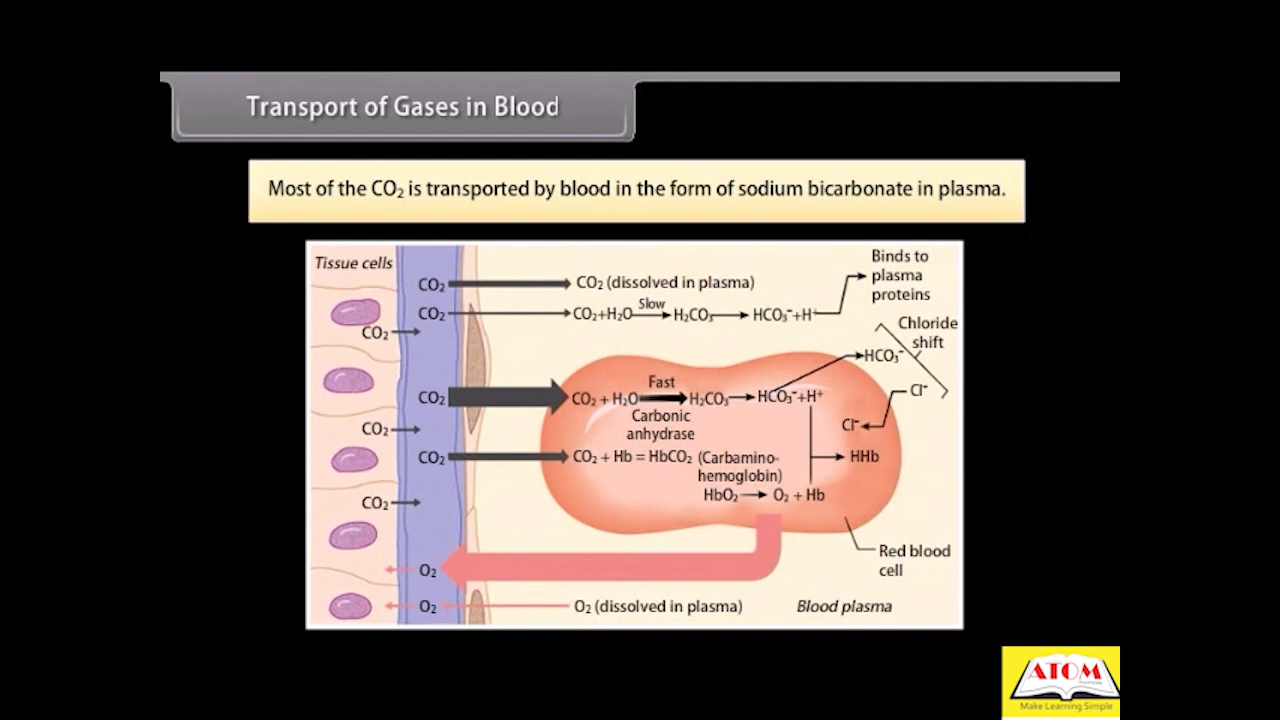 Transport of Gases in Blood
Most of the CO₂ is transported by blood in the form of sodium bicarbonate in plasma.
Tissue cells
CO₂
CO₂ (dissolved in plasma)
Binds to
plasma
proteins
CO₂
CO₂+H₂O
Slow
H₂CO₃
HCO₃⁻+H⁺
CO₂
Chloride
shift
HCO₃⁻
CO₂
CO₂ + H₂O
Fast
Carbonic
anhydrase
H₂CO₃
HCO₃⁻+H⁺
Cl⁻
Cl⁻
CO₂
CO₂
CO₂ + Hb = HbCO₂ (Carbamino-
hemoglobin)
HHb
HbO₂
O₂ + Hb
CO₂
Red blood
cell
O₂
O₂
O₂ (dissolved in plasma)
Blood plasma
ATOM
Make Learning Simple